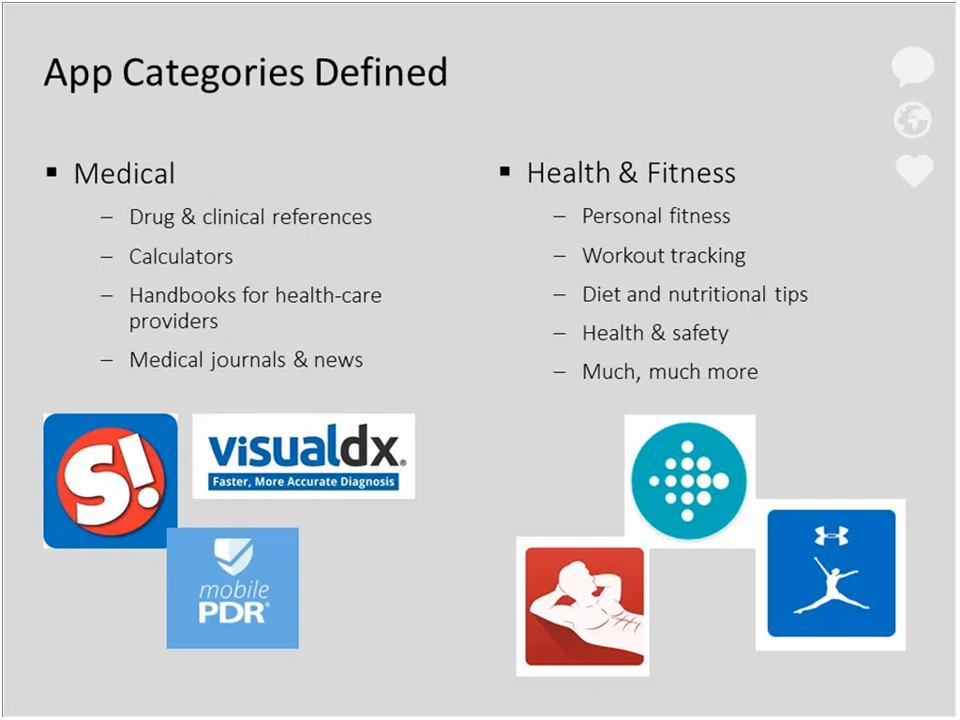 App Categories Defined
▪ Medical
– Drug & clinical references
– Calculators
– Handbooks for health-care
providers
– Medical journals & news
▪ Health & Fitness
– Personal fitness
– Workout tracking
– Diet and nutritional tips
– Health & safety
– Much, much more
S!
visualdx®
Faster, More Accurate Diagnosis
mobile
PDR®